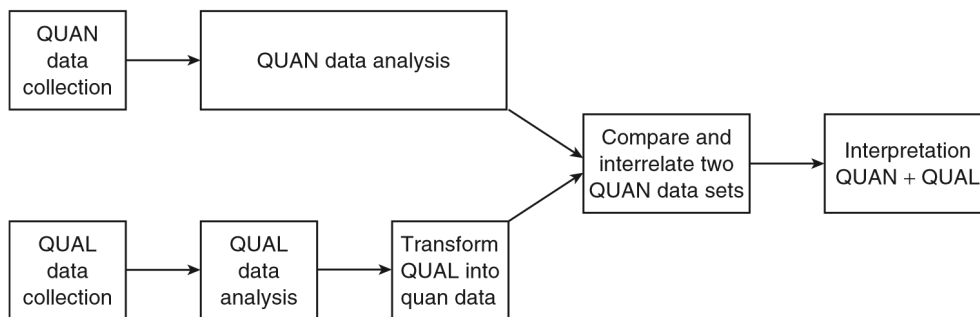 QUAN
data
collection
QUAN data analysis
QUAL
data
collection
QUAL
data
analysis
Transform
QUAL into
quan data
Compare and
interrelate two
QUAN data sets
Interpretation
QUAN + QUAL